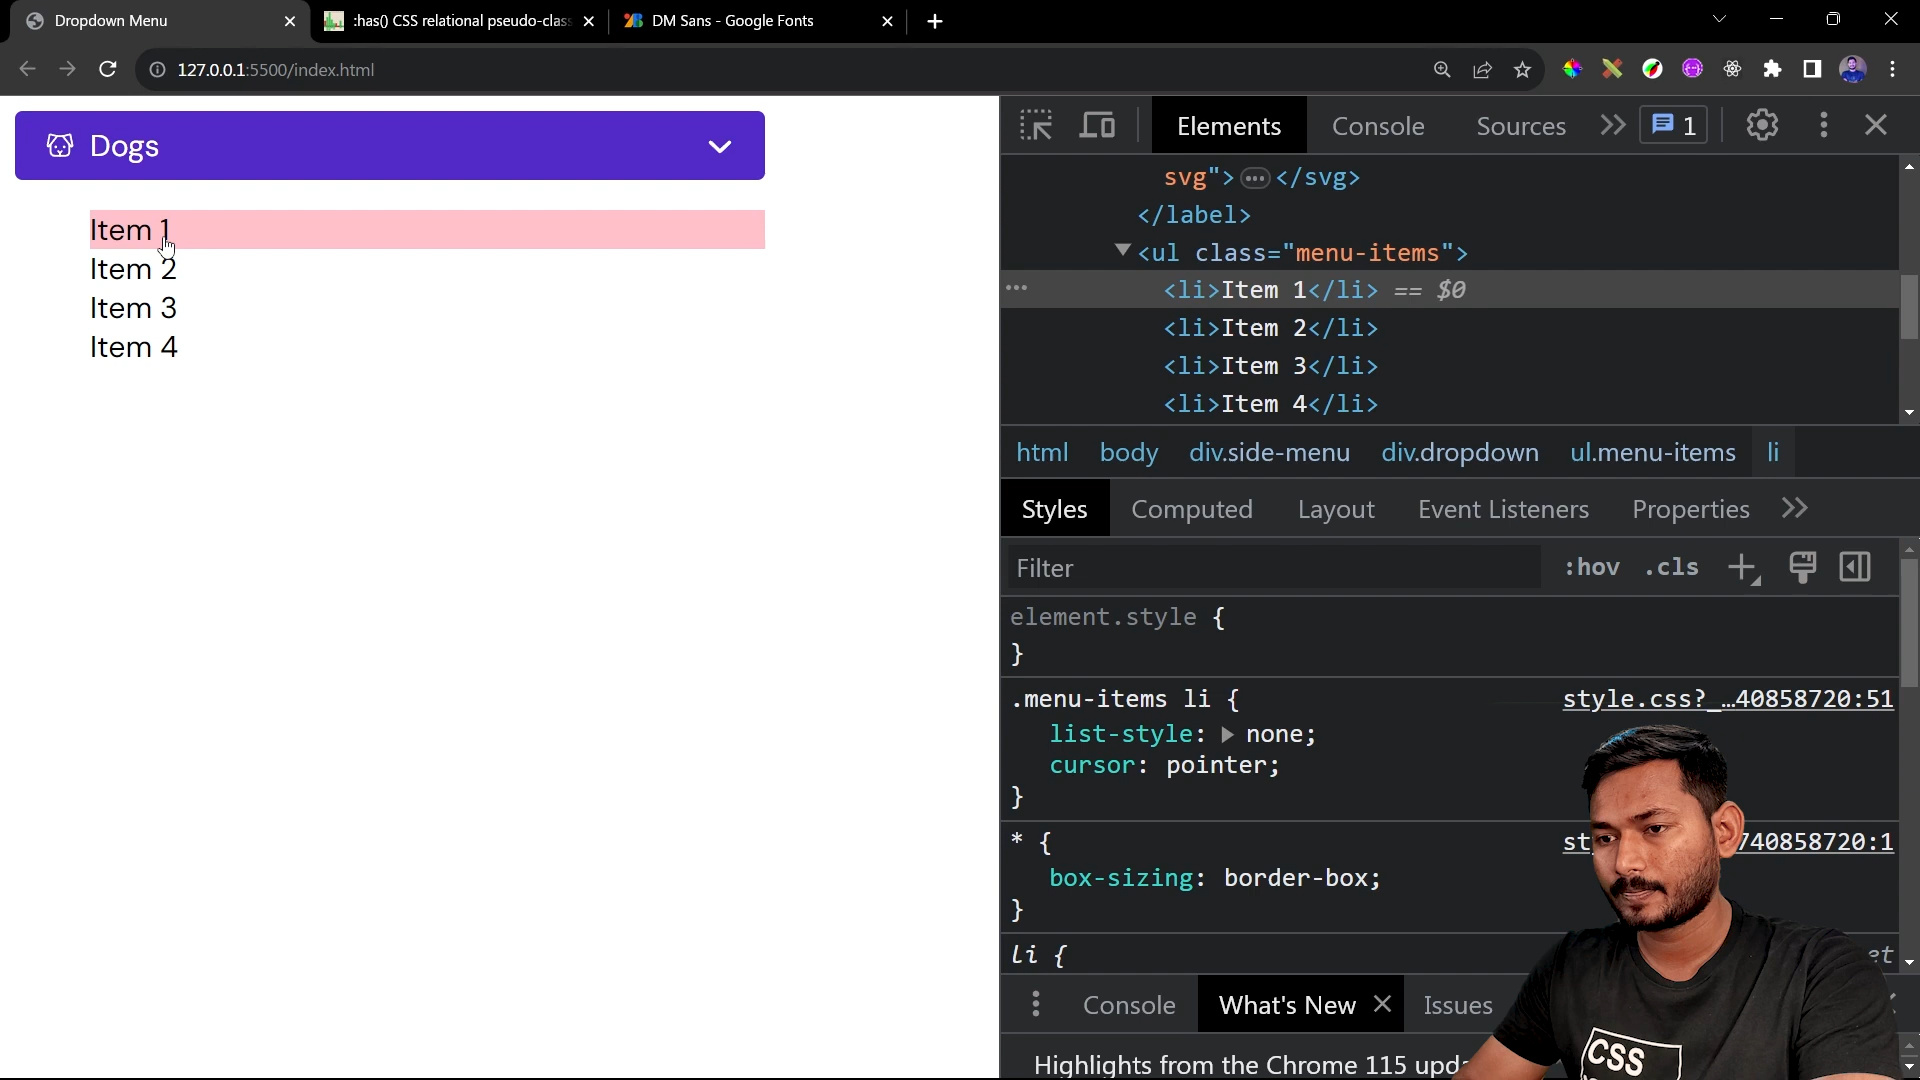 Dropdown Menu
:has() CSS relational pseudo-class
DM Sans - Google Fonts
127.0.0.1:5500/index.html
Dogs
Item 1
Item 2
Item 3
Item 4
Elements
Console
Sources
1
svg"> ⋯ </svg>
</label>
<ul class="menu-items">
<li>Item 1</li> == $0
<li>Item 2</li>
<li>Item 3</li>
<li>Item 4</li>
html body div.side-menu div.dropdown ul.menu-items li
Styles Computed Layout Event Listeners Properties
Filter
:hov .cls
element.style {
}
.menu-items li {
style.css?_…40858720:51
list-style: none;
cursor: pointer;
}
* {
740858720:1
box-sizing: border-box;
}
li {
Console What's New Issues
Highlights from the Chrome 115
CSS